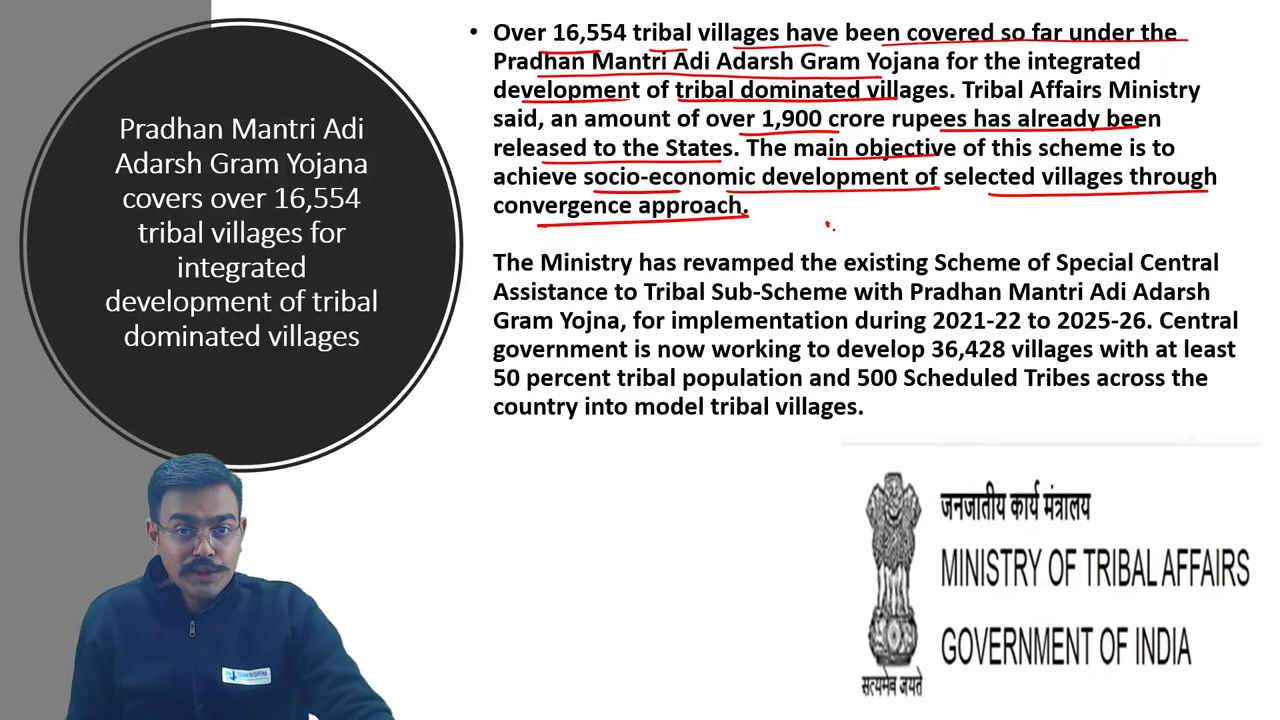 Pradhan Mantri Adi
Adarsh Gram Yojana
covers over 16,554
tribal villages for
integrated
development of tribal
dominated villages
• Over 16,554 tribal villages have been covered so far under the
Pradhan Mantri Adi Adarsh Gram Yojana for the integrated
development of tribal dominated villages. Tribal Affairs Ministry
said, an amount of over 1,900 crore rupees has already been
released to the States. The main objective of this scheme is to
achieve socio-economic development of selected villages through
convergence approach.
The Ministry has revamped the existing Scheme of Special Central
Assistance to Tribal Sub-Scheme with Pradhan Mantri Adi Adarsh
Gram Yojna, for implementation during 2021-22 to 2025-26. Central
government is now working to develop 36,428 villages with at least
50 percent tribal population and 500 Scheduled Tribes across the
country into model tribal villages.
जनजातीय कार्य मंत्रालय
MINISTRY OF TRIBAL AFFAIRS
GOVERNMENT OF INDIA
सत्यमेव जयते